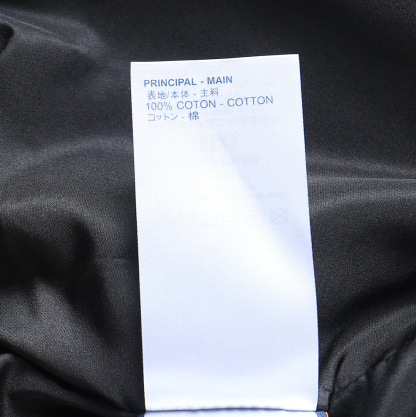 PRINCIPAL - MAIN
表地/本体 - 主料
100% COTON - COTTON
コットン - 棉